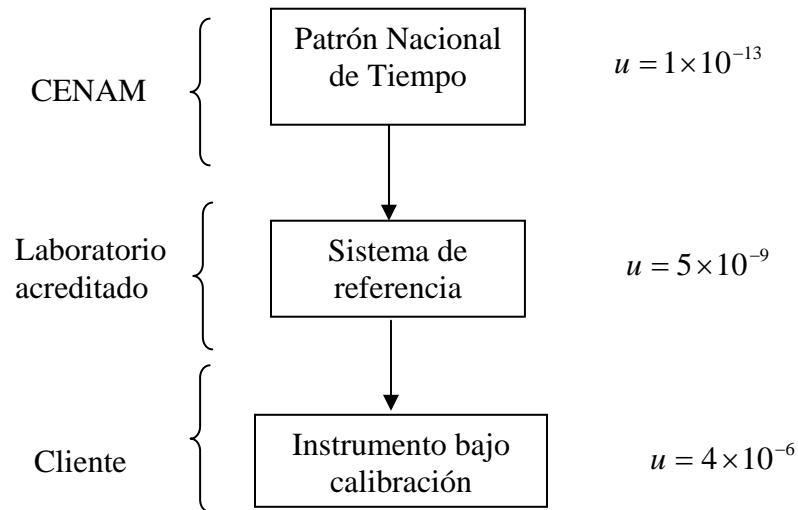 CENAM
Patrón Nacional
de Tiempo
u = 1×10⁻¹³
Laboratorio
acreditado
Sistema de
referencia
u = 5×10⁻⁹
Cliente
Instrumento bajo
calibración
u = 4×10⁻⁶